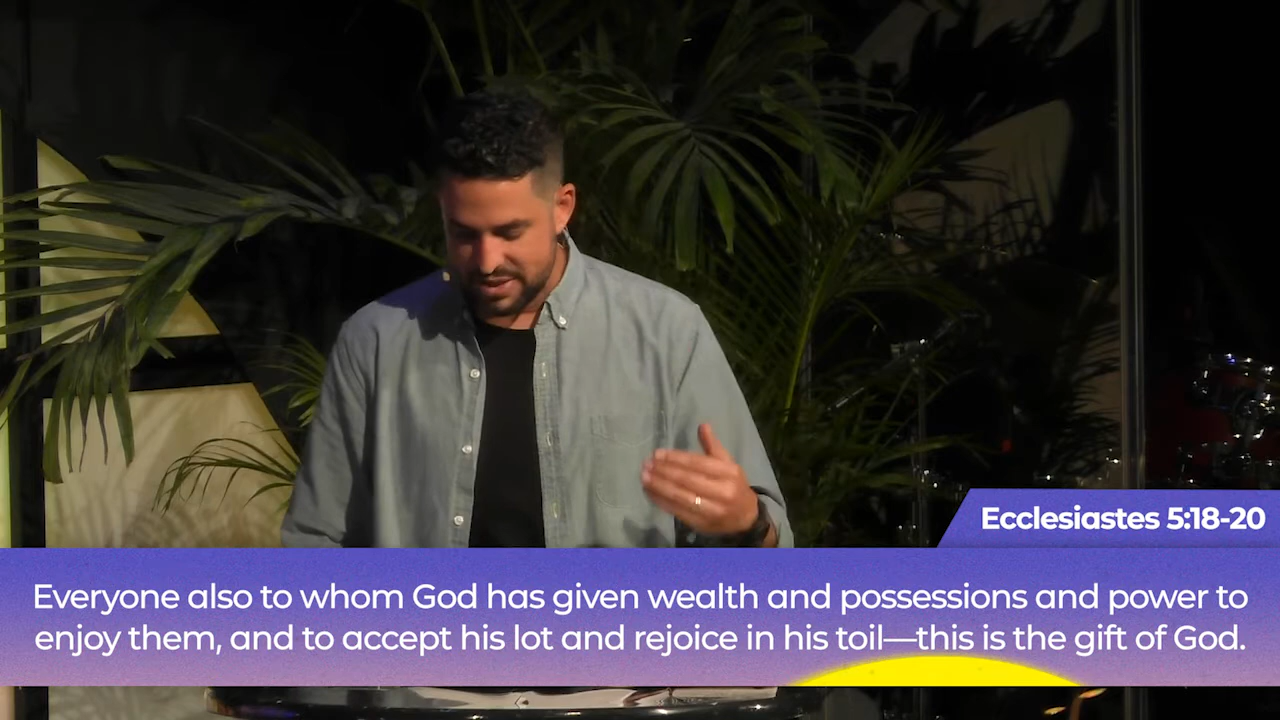 Ecclesiastes 5:18-20
Everyone also to whom God has given wealth and possessions and power to
enjoy them, and to accept his lot and rejoice in his toil—this is the gift of God.